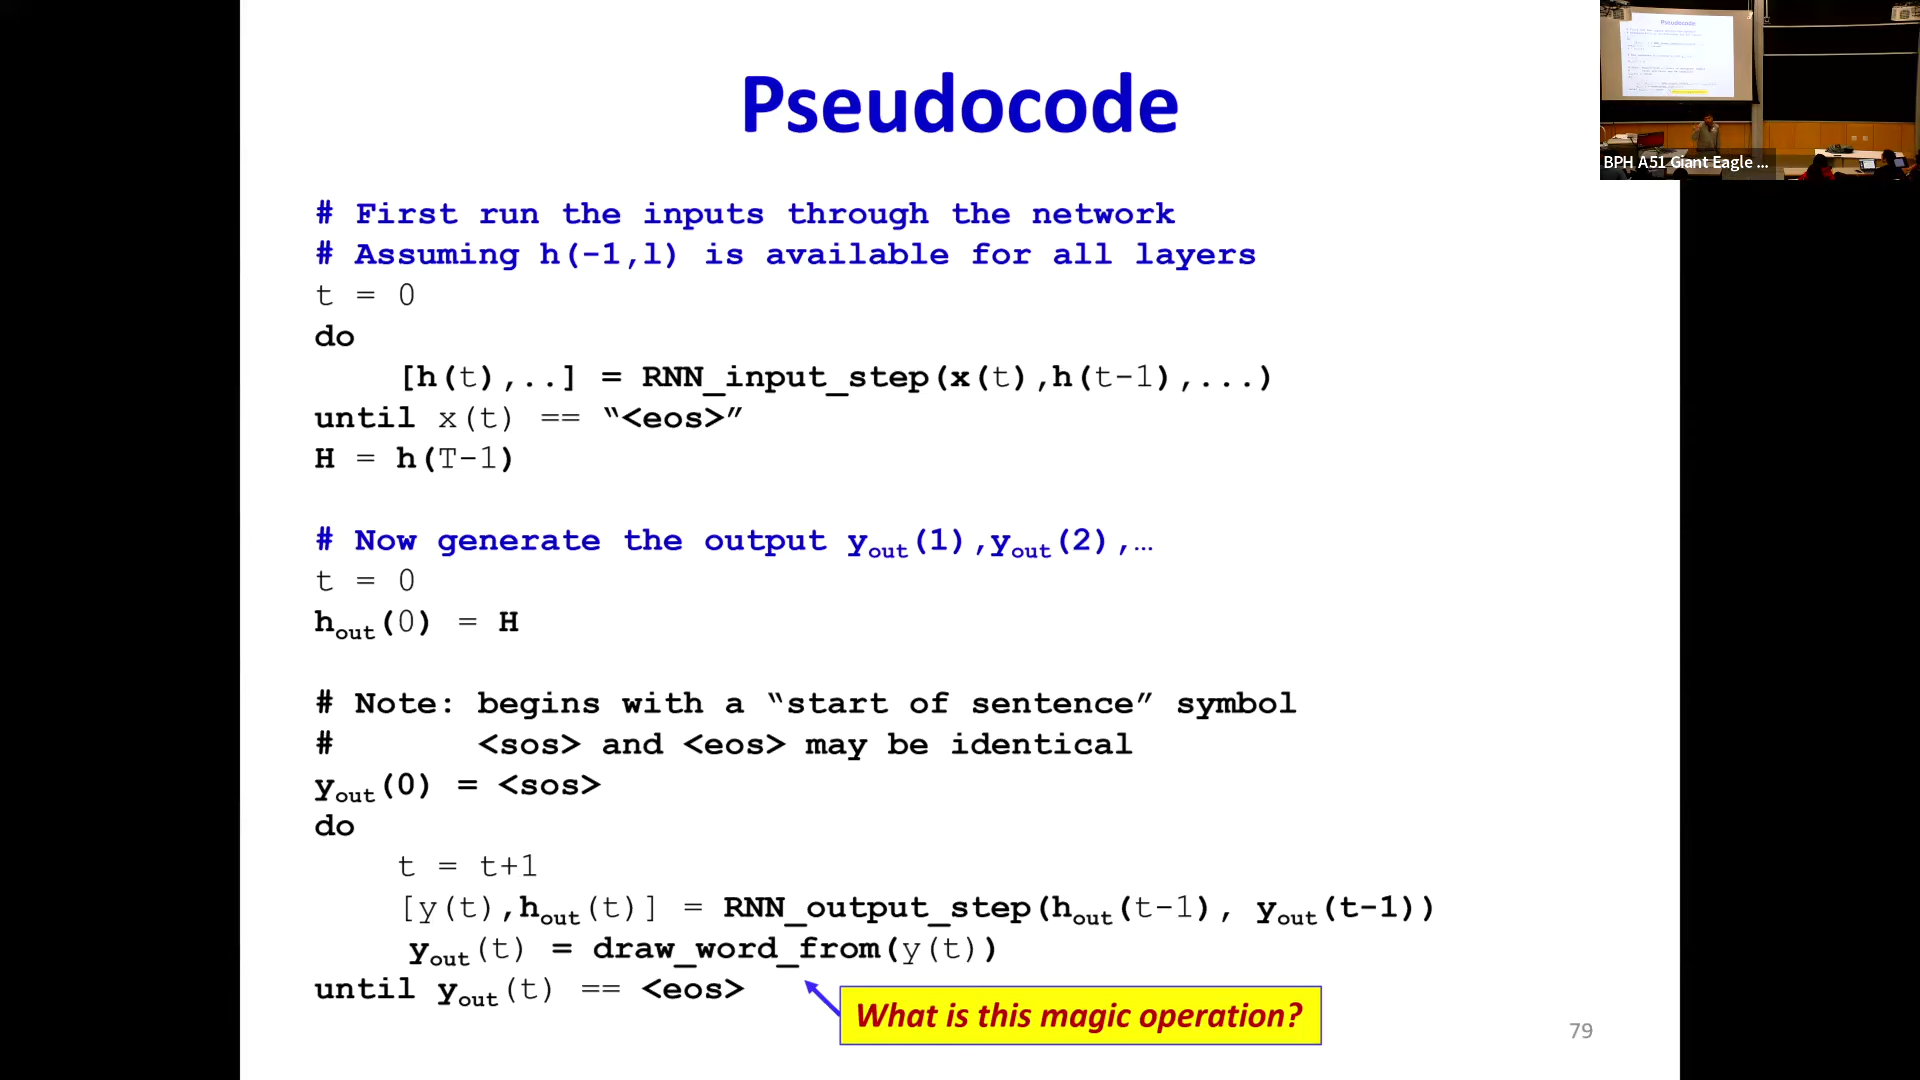 Pseudocode
# First run the inputs through the network
# Assuming h(-1,l) is available for all layers
t = 0
do
[h(t),..] = RNN_input_step(x(t),h(t-1),...)
until x(t) == “<eos>”
H = h(T-1)
# Now generate the output yout(1),yout(2),…
t = 0
hout(0) = H
# Note: begins with a “start of sentence” symbol
# <sos> and <eos> may be identical
yout(0) = <sos>
do
t = t+1
[y(t),hout(t)] = RNN_output_step(hout(t-1), yout(t-1))
yout(t) = draw_word_from(y(t))
until yout(t) == <eos>
What is this magic operation?
79
BPH A51 Giant Eagle ...
Pseudocode